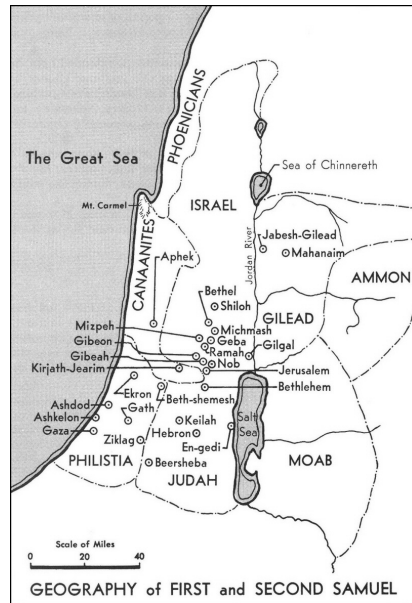 PHOENICIANS
The Great Sea
Sea of Chinnereth
ISRAEL
Mt. Carmel
CANAANITES
Jordan River
Jabesh-Gilead
Mahanaim
Aphek
AMMON
Bethel
Shiloh
GILEAD
Mizpeh
Michmash
Gibeon
Geba
Ramah
Gilgal
Gibeah
Nob
Kirjath-Jearim
Jerusalem
Bethlehem
Ekron
Beth-shemesh
Ashdod
Gath
Keilah
Salt
Sea
Ashkelon
Hebron
Gaza
Ziklag
En-gedi
PHILISTIA
Beersheba
MOAB
JUDAH
Scale of Miles
0 20 40
GEOGRAPHY of FIRST and SECOND SAMUEL